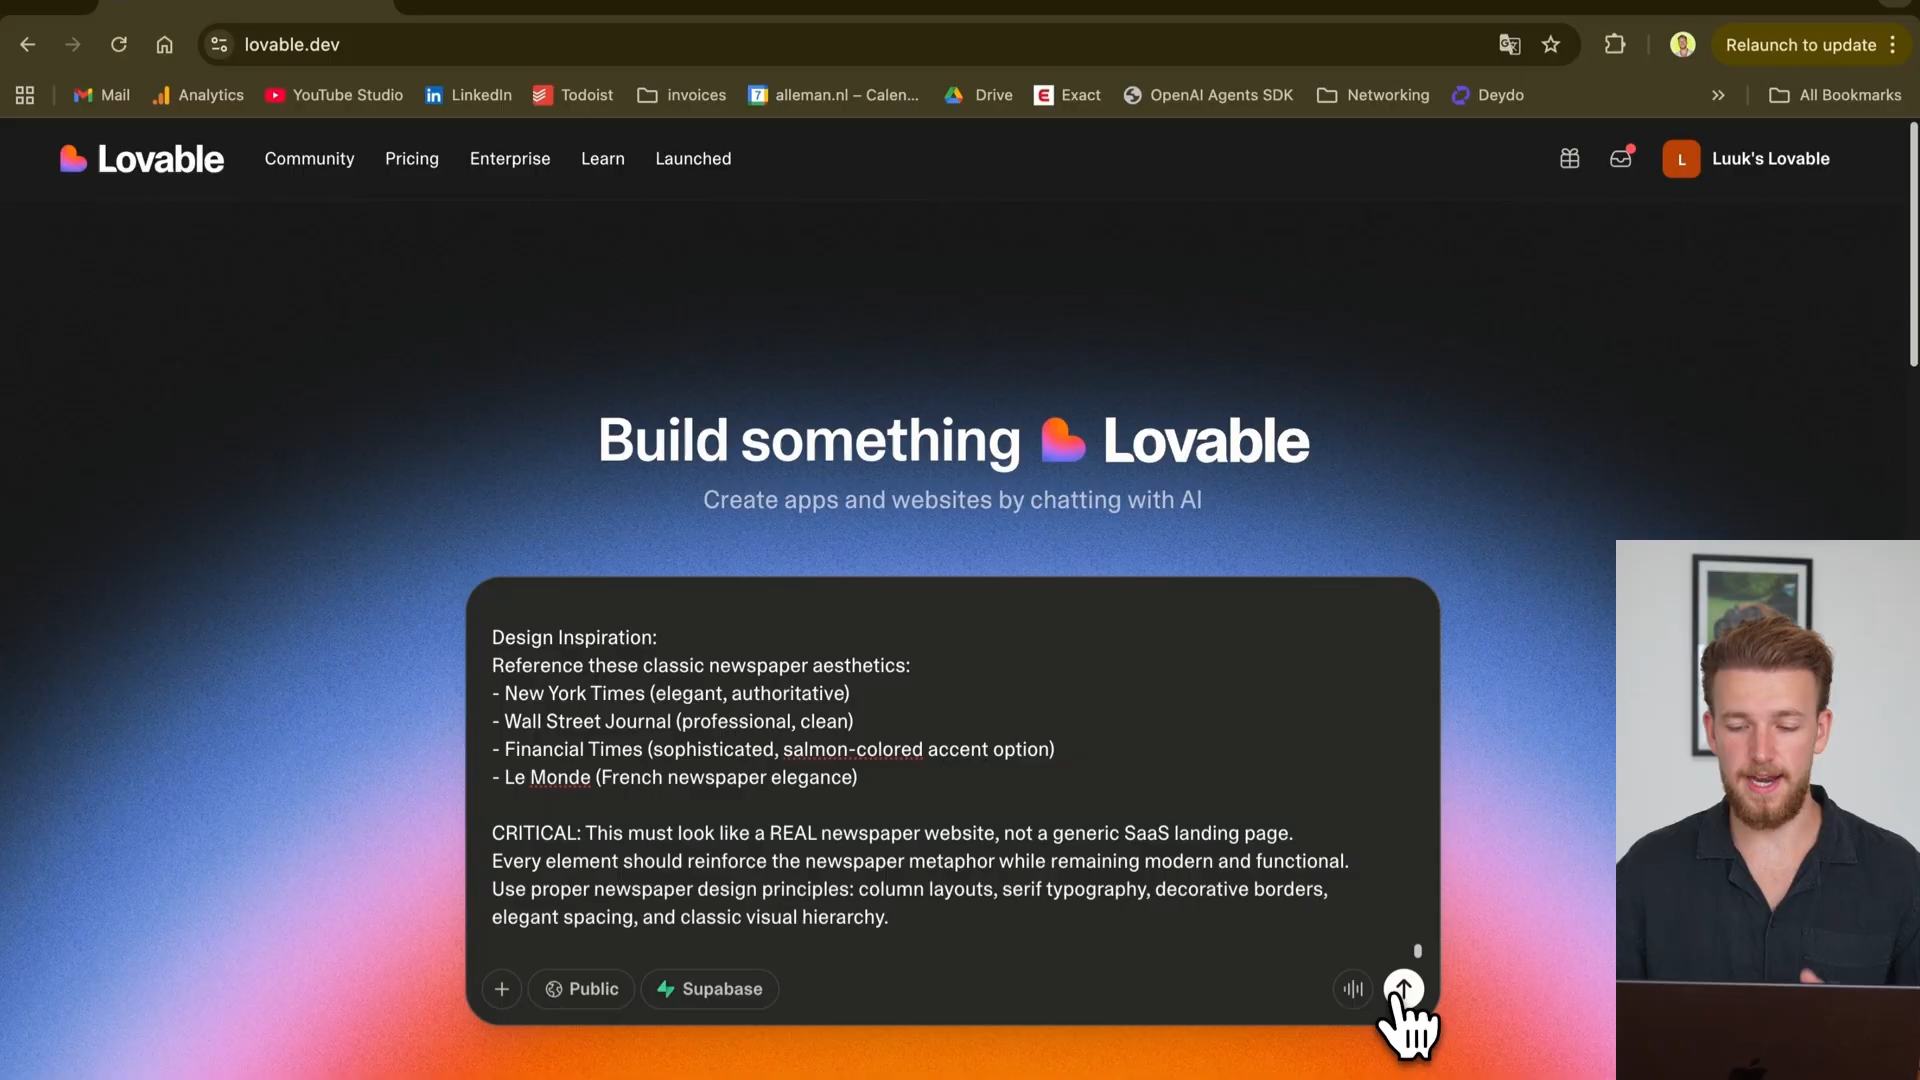 lovable.dev
Relaunch to update
Mail
Analytics
YouTube Studio
LinkedIn
Todoist
invoices
7
alleman.nl – Calen...
Drive
Exact
OpenAI Agents SDK
Networking
Deydo
All Bookmarks
Lovable
Community
Pricing
Enterprise
Learn
Launched
L
Luuk's Lovable
Build something Lovable
Create apps and websites by chatting with AI
Design Inspiration:
Reference these classic newspaper aesthetics:
- New York Times (elegant, authoritative)
- Wall Street Journal (professional, clean)
- Financial Times (sophisticated, salmon-colored accent option)
- Le Monde (French newspaper elegance)
CRITICAL: This must look like a REAL newspaper website, not a generic SaaS landing page.
Every element should reinforce the newspaper metaphor while remaining modern and functional.
Use proper newspaper design principles: column layouts, serif typography, decorative borders,
elegant spacing, and classic visual hierarchy.
Public
Supabase